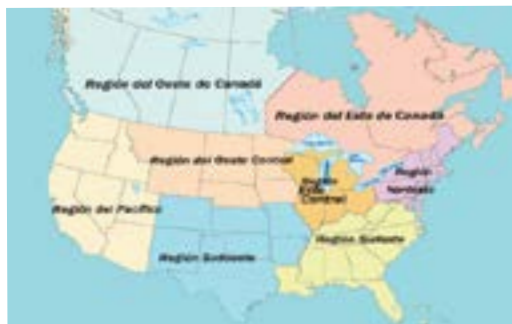 Región del Oeste de Canadá
Región del Este de Canadá
Región del Oeste Central
Región
Este
Central
Región
Noreste
Región del Pacífico
Región Sudeste
Región Sudoeste